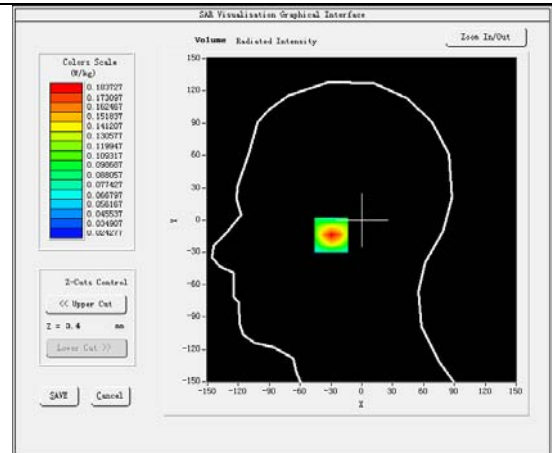 SAR Visualisation Graphical Interface
Volume Radiated Intensity
Zoom In/Out
Colors Scale
(W/kg)
0.183727
0.173097
0.162467
0.151837
0.141207
0.130577
0.119947
0.109317
0.098687
0.088057
0.077427
0.066797
0.056167
0.045537
0.034907
0.024277
Z-Cuts Control
<< Upper Cut
Z = 3.4 mm
Lower Cut >>
SAVE Cancel
150
120
90
60
30
0
-30
-60
-90
-120
-150
Y
-150 -120 -90 -60 -30 0 30 60 90 120 150
X